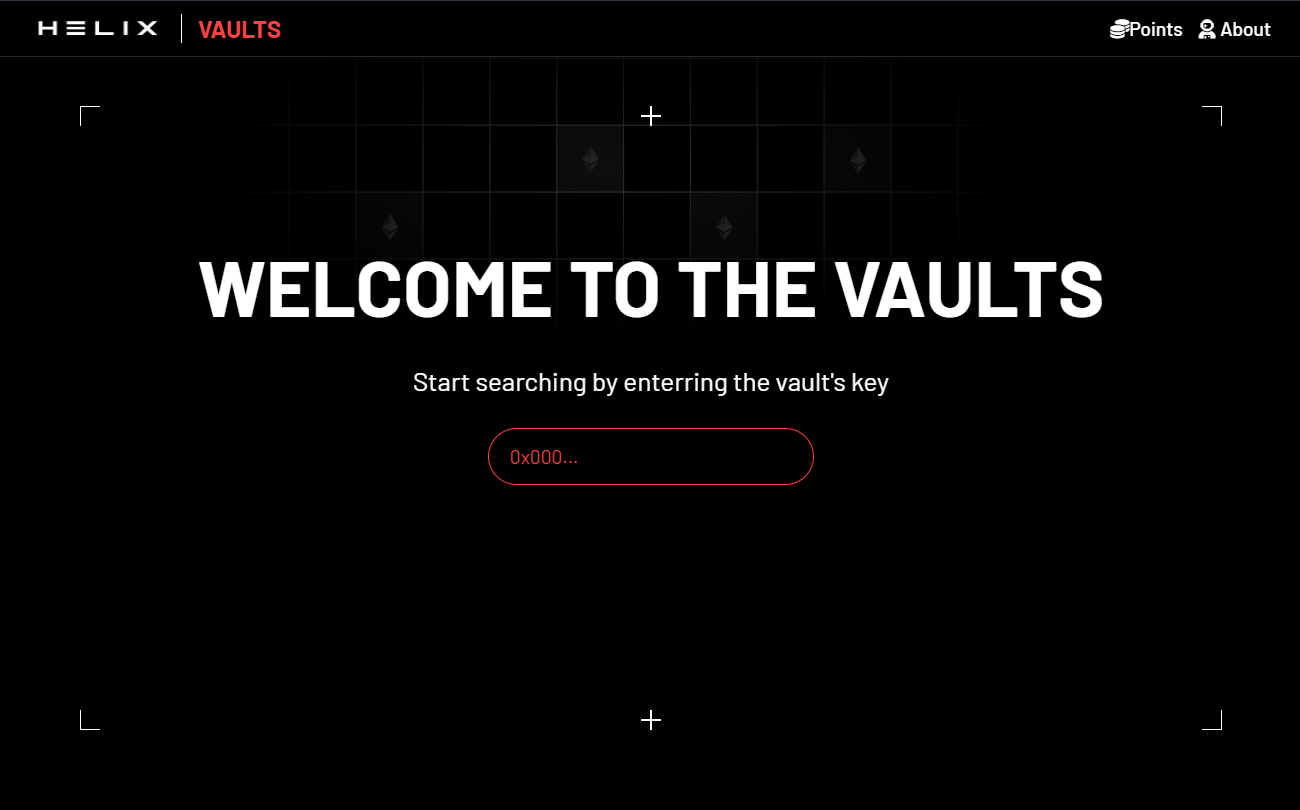 HELIX
VAULTS
Points
About
WELCOME TO THE VAULTS
Start searching by enterring the vault's key
0x000...